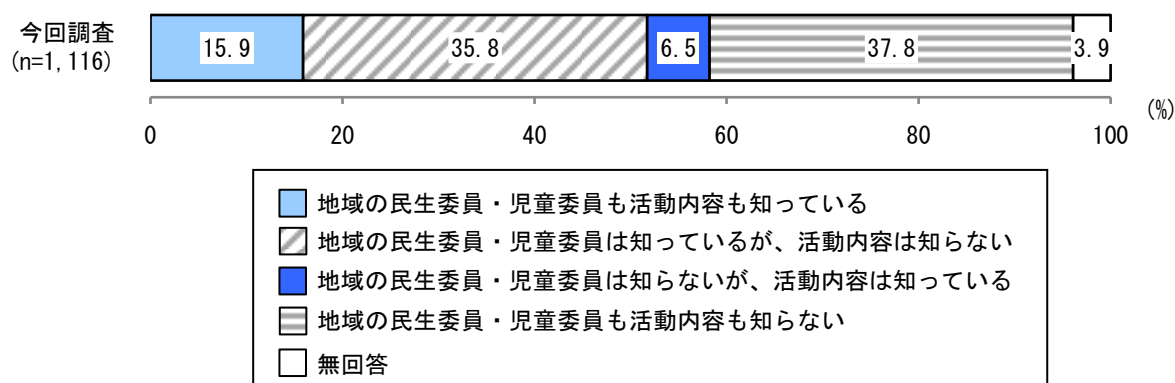 今回調査
(n=1,116)
15.9 35.8 6.5 37.8 3.9
0 20 40 60 80 100 (%)
地域の民生委員・児童委員も活動内容も知っている
地域の民生委員・児童委員は知っているが、活動内容は知らない
地域の民生委員・児童委員は知らないが、活動内容は知っている
地域の民生委員・児童委員も活動内容も知らない
無回答